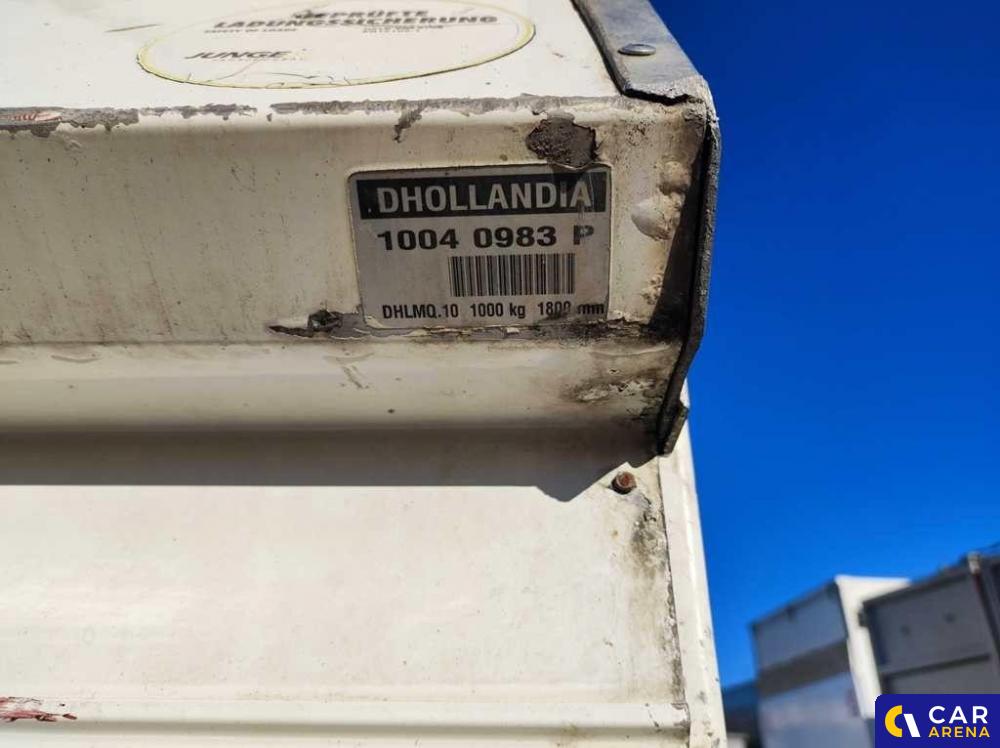 GEPRÜFTE
LADUNGSSICHERUNG
JUNGE
DHOLLANDIA
1004 0983 P
DHLMQ.10 1000 kg 1800 mm
CAR
ARENA